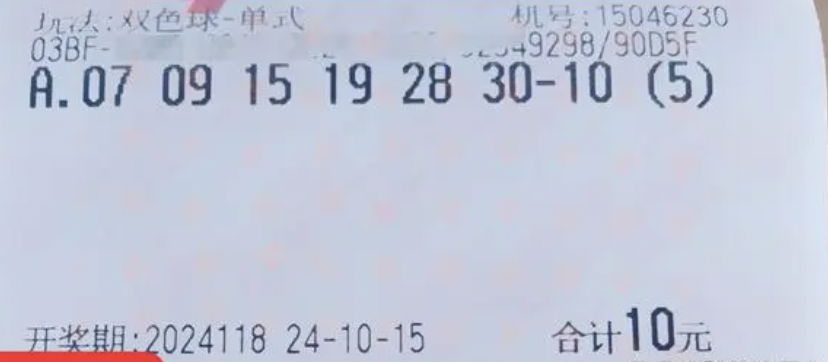 玩法:双色球-单式 机号:15046230
03BF- 49298/90D5F
A.07 09 15 19 28 30-10 (5)
开奖期:2024118 24-10-15 合计10元